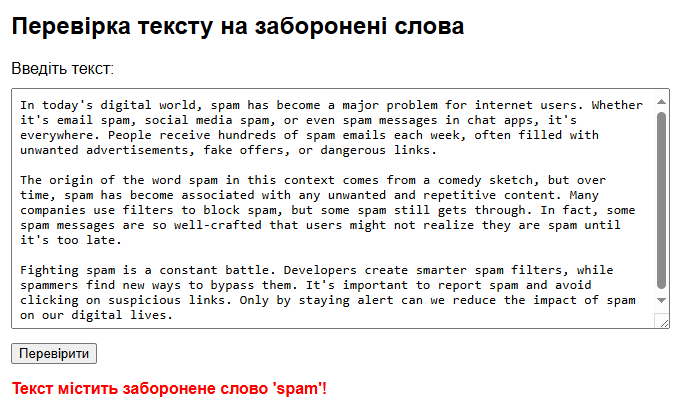 Перевірка тексту на заборонені слова
Введіть текст:
In today's digital world, spam has become a major problem for internet users. Whether
it's email spam, social media spam, or even spam messages in chat apps, it's
everywhere. People receive hundreds of spam emails each week, often filled with
unwanted advertisements, fake offers, or dangerous links.
The origin of the word spam in this context comes from a comedy sketch, but over
time, spam has become associated with any unwanted and repetitive content. Many
companies use filters to block spam, but some spam still gets through. In fact, some
spam messages are so well-crafted that users might not realize they are spam until
it's too late.
Fighting spam is a constant battle. Developers create smarter spam filters, while
spammers find new ways to bypass them. It's important to report spam and avoid
clicking on suspicious links. Only by staying alert can we reduce the impact of spam
on our digital lives.
Перевірити
Текст містить заборонене слово 'spam'!